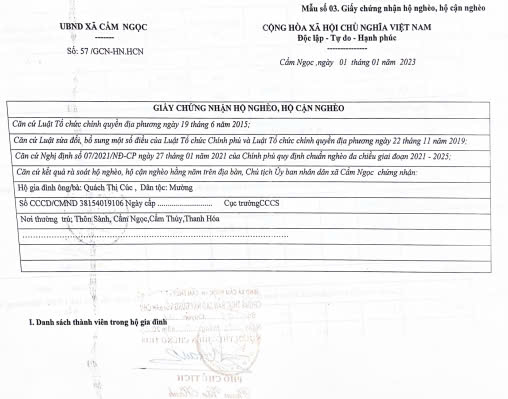 Mẫu số 03. Giấy chứng nhận hộ nghèo, hộ cận nghèo
UBND XÃ CẨM NGỌC
Số: 57 /GCN-HN.HCN
CỘNG HÒA XÃ HỘI CHỦ NGHĨA VIỆT NAM
Độc lập - Tự do - Hạnh phúc
Cẩm Ngọc ,ngày 01 tháng 01 năm 2023
GIẤY CHỨNG NHẬN HỘ NGHÈO, HỘ CẬN NGHÈO
Căn cứ Luật Tổ chức chính quyền địa phương ngày 19 tháng 6 năm 2015;
Căn cứ Luật sửa đổi, bổ sung một số điều của Luật Tổ chức Chính phủ và Luật Tổ chức chính quyền địa phương ngày 22 tháng 11 năm 2019;
Căn cứ Nghị định số 07/2021/NĐ-CP ngày 27 tháng 01 năm 2021 của Chính phủ quy định chuẩn nghèo đa chiều giai đoạn 2021 - 2025;
Căn cứ kết quả rà soát hộ nghèo, hộ cận nghèo hằng năm trên địa bàn, Chủ tịch Ủy ban nhân dân xã Cẩm Ngọc chứng nhận:
Hộ gia đình ông/bà: Quách Thị Cúc , Dân tộc: Mường
Số CCCD/CMND 38154019106 Ngày cấp ................... Cục trưởngCCCS
Nơi thường trú; Thôn Sành, Cẩm Ngọc,Cẩm Thủy,Thanh Hóa
I. Danh sách thành viên trong hộ gia đình
PHÓ CHỦ TỊCH